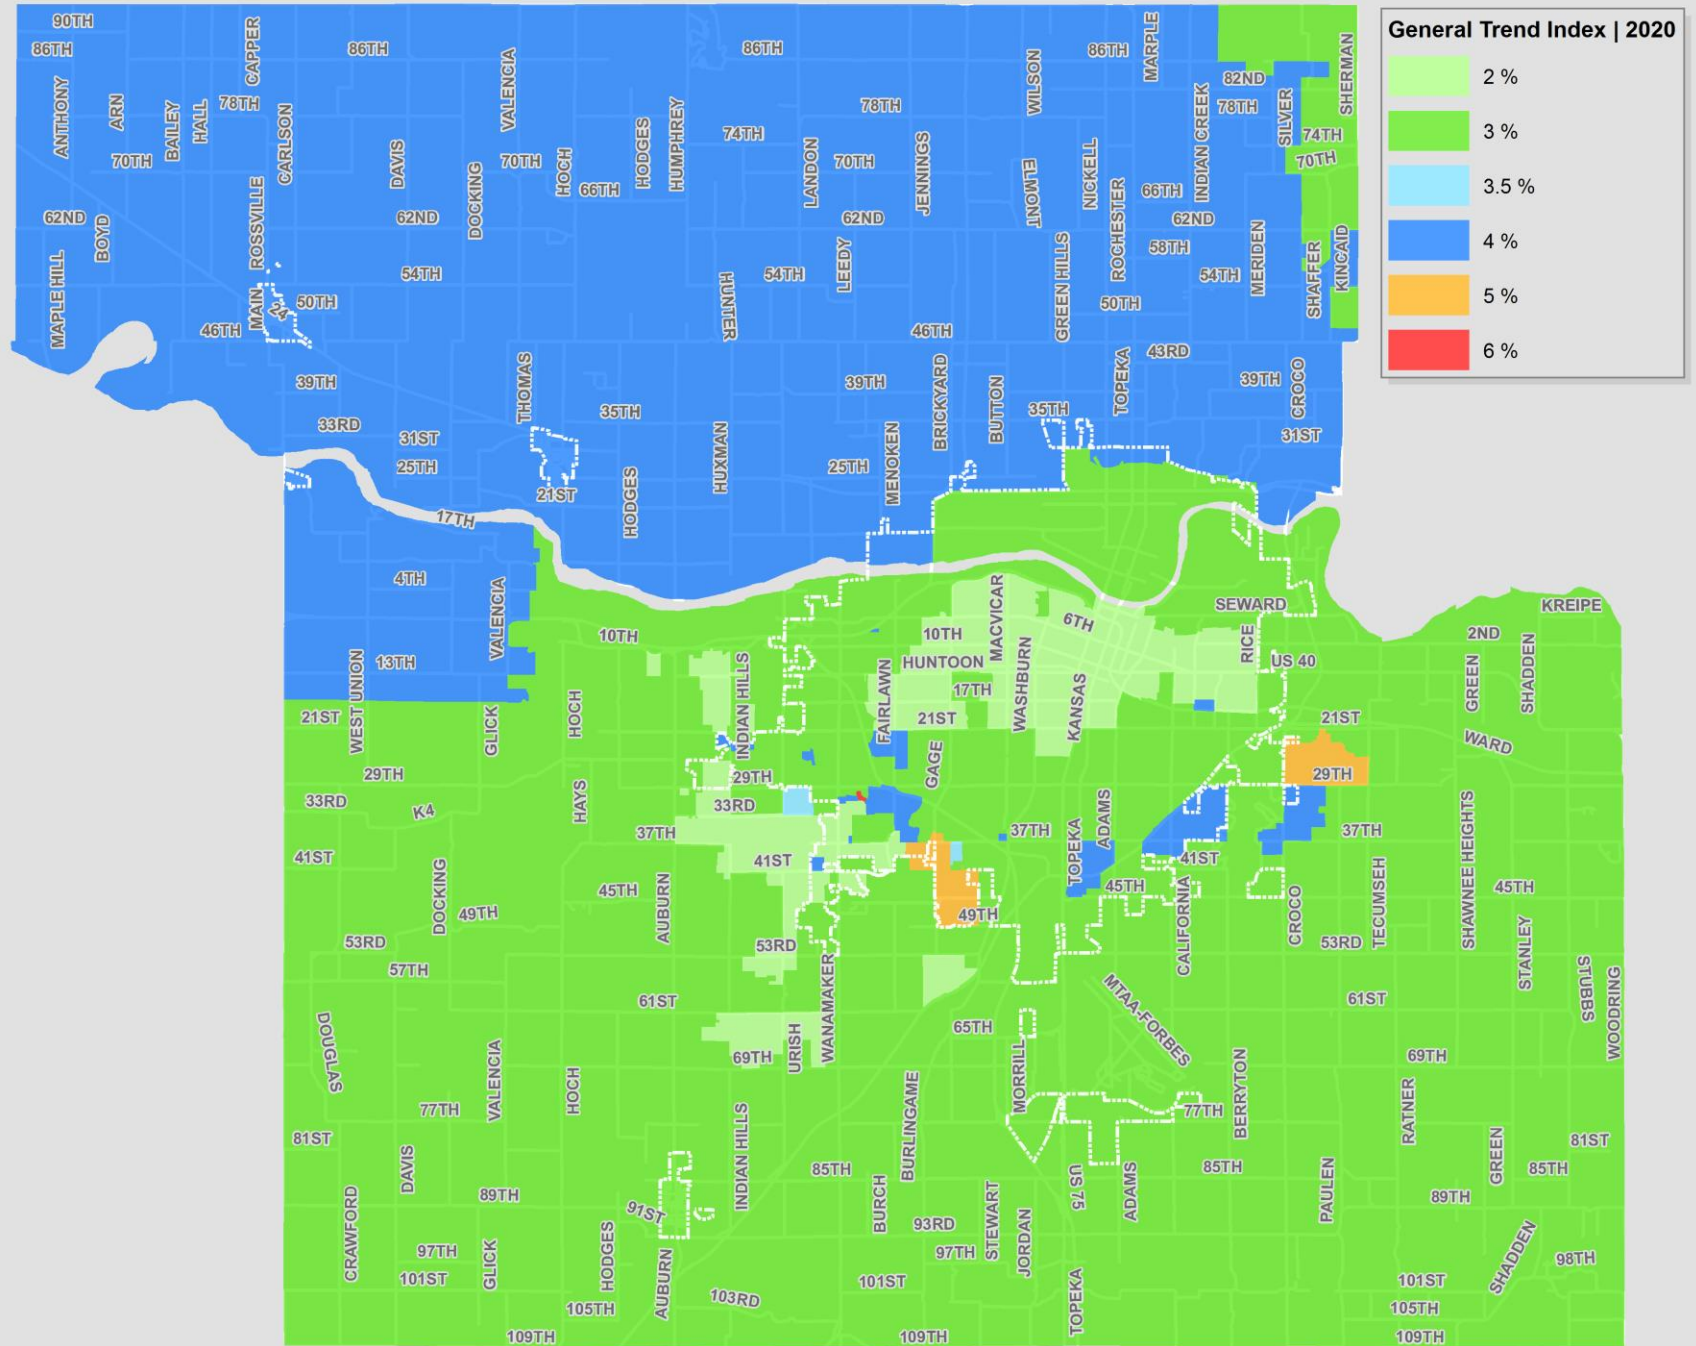 General Trend Index | 2020
2 %
3 %
3.5 %
4 %
5 %
6 %
90TH
86TH
CAPPER
86TH
86TH
86TH
MARPLE
SHERMAN
ANTHONY
ARN
BAILEY
HALL
78TH
CARLSON
VALENCIA
78TH
WILSON
82ND
78TH
INDIAN CREEK
SILVER
74TH
70TH
DAVIS
70TH
HOCH
HODGES
HUMPHREY
74TH
LANDON
70TH
JENNINGS
ELMONT
NICKELL
70TH
66TH
66TH
62ND
BOYD
ROSSVILLE
62ND
DOCKING
62ND
ROCHESTER
62ND
58TH
MAPLE HILL
54TH
54TH
LEEDY
GREEN HILLS
54TH
MERIDEN
SHAFFER
KINCAID
MAIN
24
50TH
HUNTER
50TH
46TH
46TH
43RD
39TH
THOMAS
39TH
BRICKYARD
BUTTON
TOPEKA
39TH
CROCO
33RD
35TH
35TH
31ST
31ST
25TH
HUXMAN
25TH
MENOKEN
21ST
HODGES
17TH
4TH
VALENCIA
MACVICAR
SEWARD
KREIPE
10TH
10TH
6TH
RICE
2ND
13TH
WEST UNION
INDIAN HILLS
HUNTOON
WASHBURN
US 40
GREEN
SHADDEN
FAIRLAWN
17TH
KANSAS
21ST
GLICK
HOCH
21ST
21ST
WARD
29TH
29TH
GAGE
29TH
33RD
K4
HAYS
33RD
ADAMS
37TH
37TH
TOPEKA
37TH
SHAWNEE HEIGHTS
41ST
41ST
41ST
DOCKING
45TH
AUBURN
45TH
CALIFORNIA
CROCO
TECUMSEH
45TH
49TH
49TH
53RD
53RD
53RD
STANLEY
57TH
WANAMAKER
STUBBS
WOODRING
61ST
MTAA-FORBES
61ST
DOUGLAS
65TH
VALENCIA
69TH
URISH
MORRILL
69TH
HOCH
BURLINGAME
BERRYTON
RATNER
77TH
77TH
81ST
INDIAN HILLS
81ST
DAVIS
85TH
US 75
ADAMS
85TH
PAULEN
GREEN
85TH
CRAWFORD
89TH
91ST
BURCH
STEWART
JORDAN
89TH
93RD
97TH
GLICK
HODGES
AUBURN
97TH
SHADDEN
98TH
101ST
101ST
101ST
105TH
103RD
TOPEKA
105TH
109TH
109TH
109TH